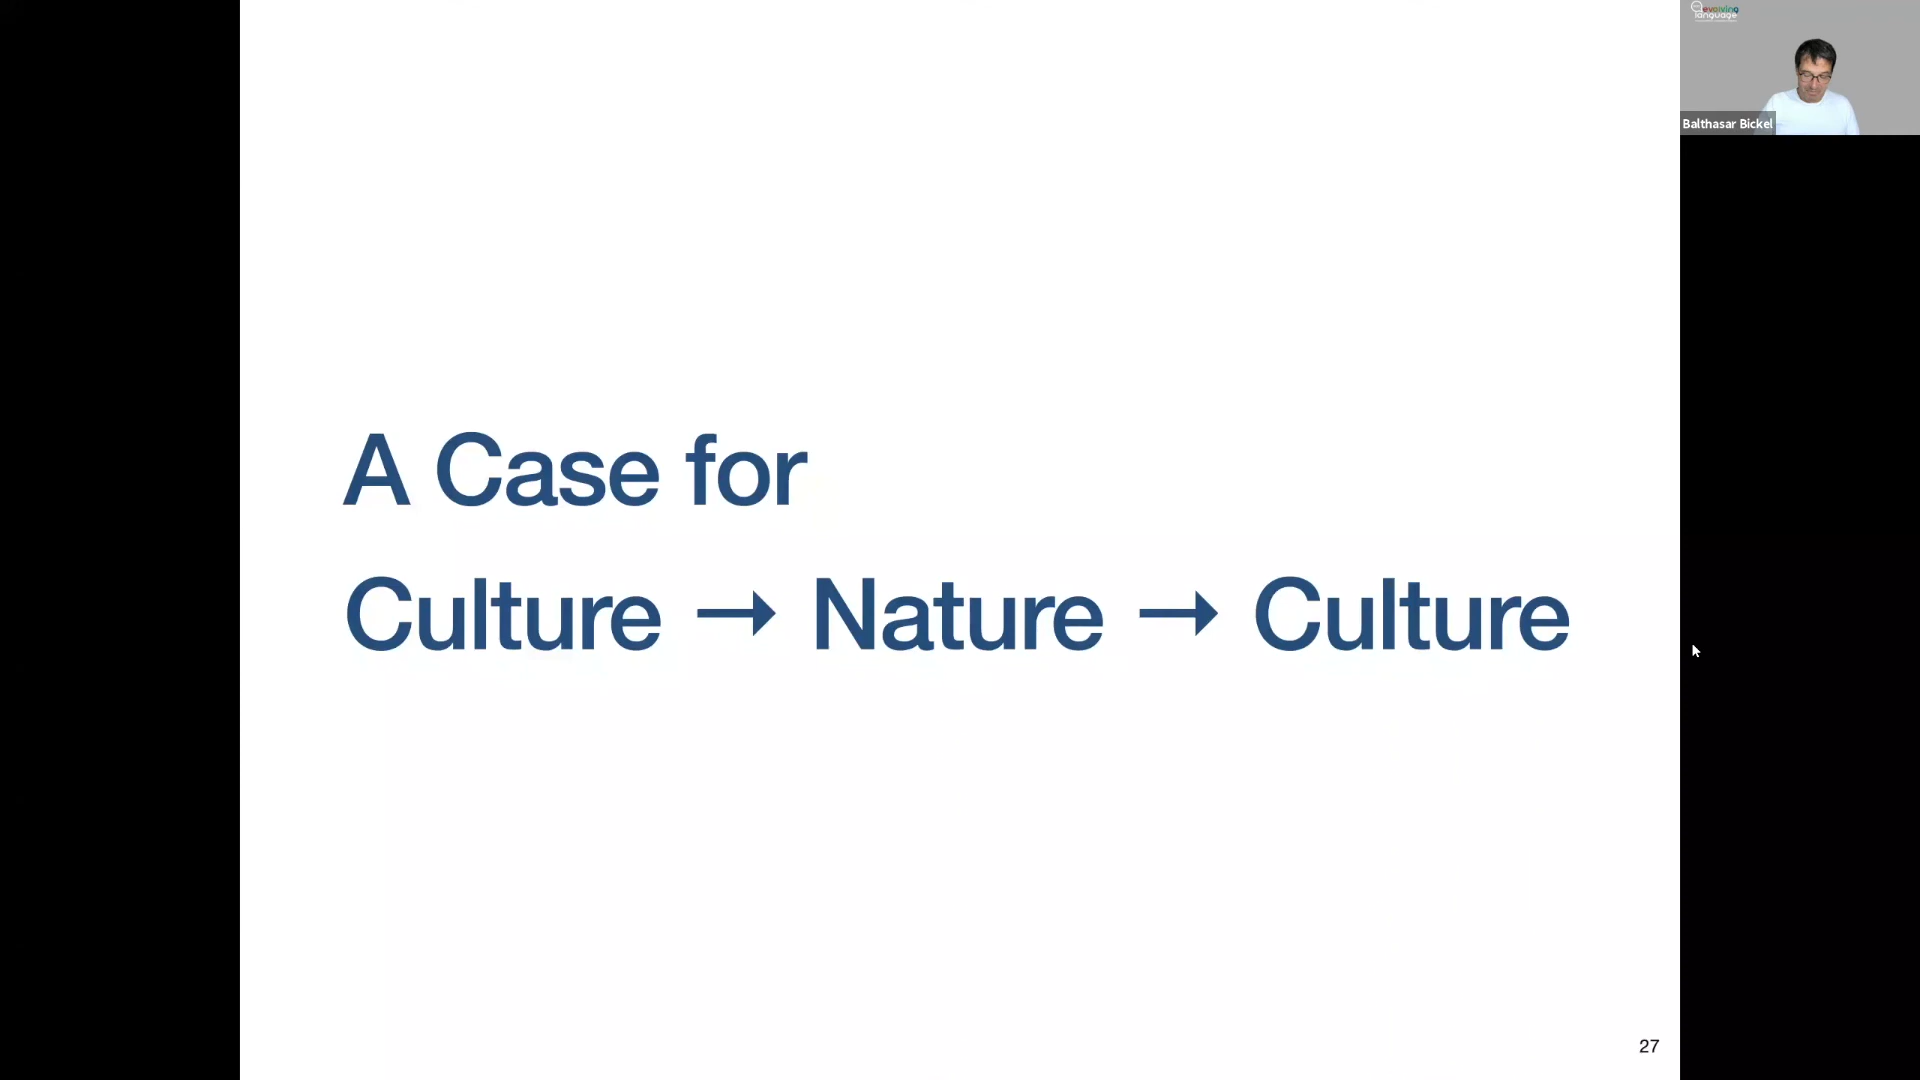 evolving
language
Balthasar Bickel
A Case for
Culture → Nature → Culture
27